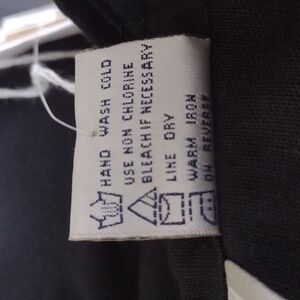 HAND WASH COLD
USE NON CHLORINE
BLEACH IF NECESSARY
LINE DRY
WARM IRON
ON REVERSE